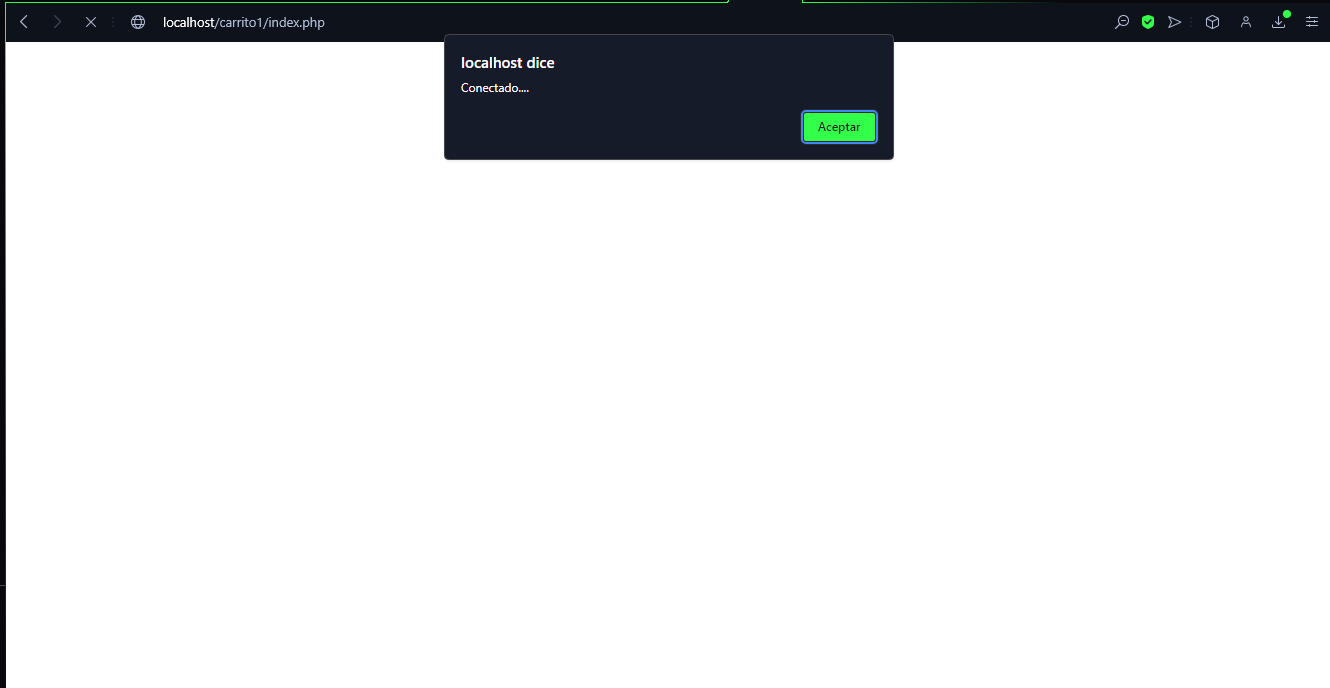 localhost/carrito1/index.php
localhost dice
Conectado....
Aceptar